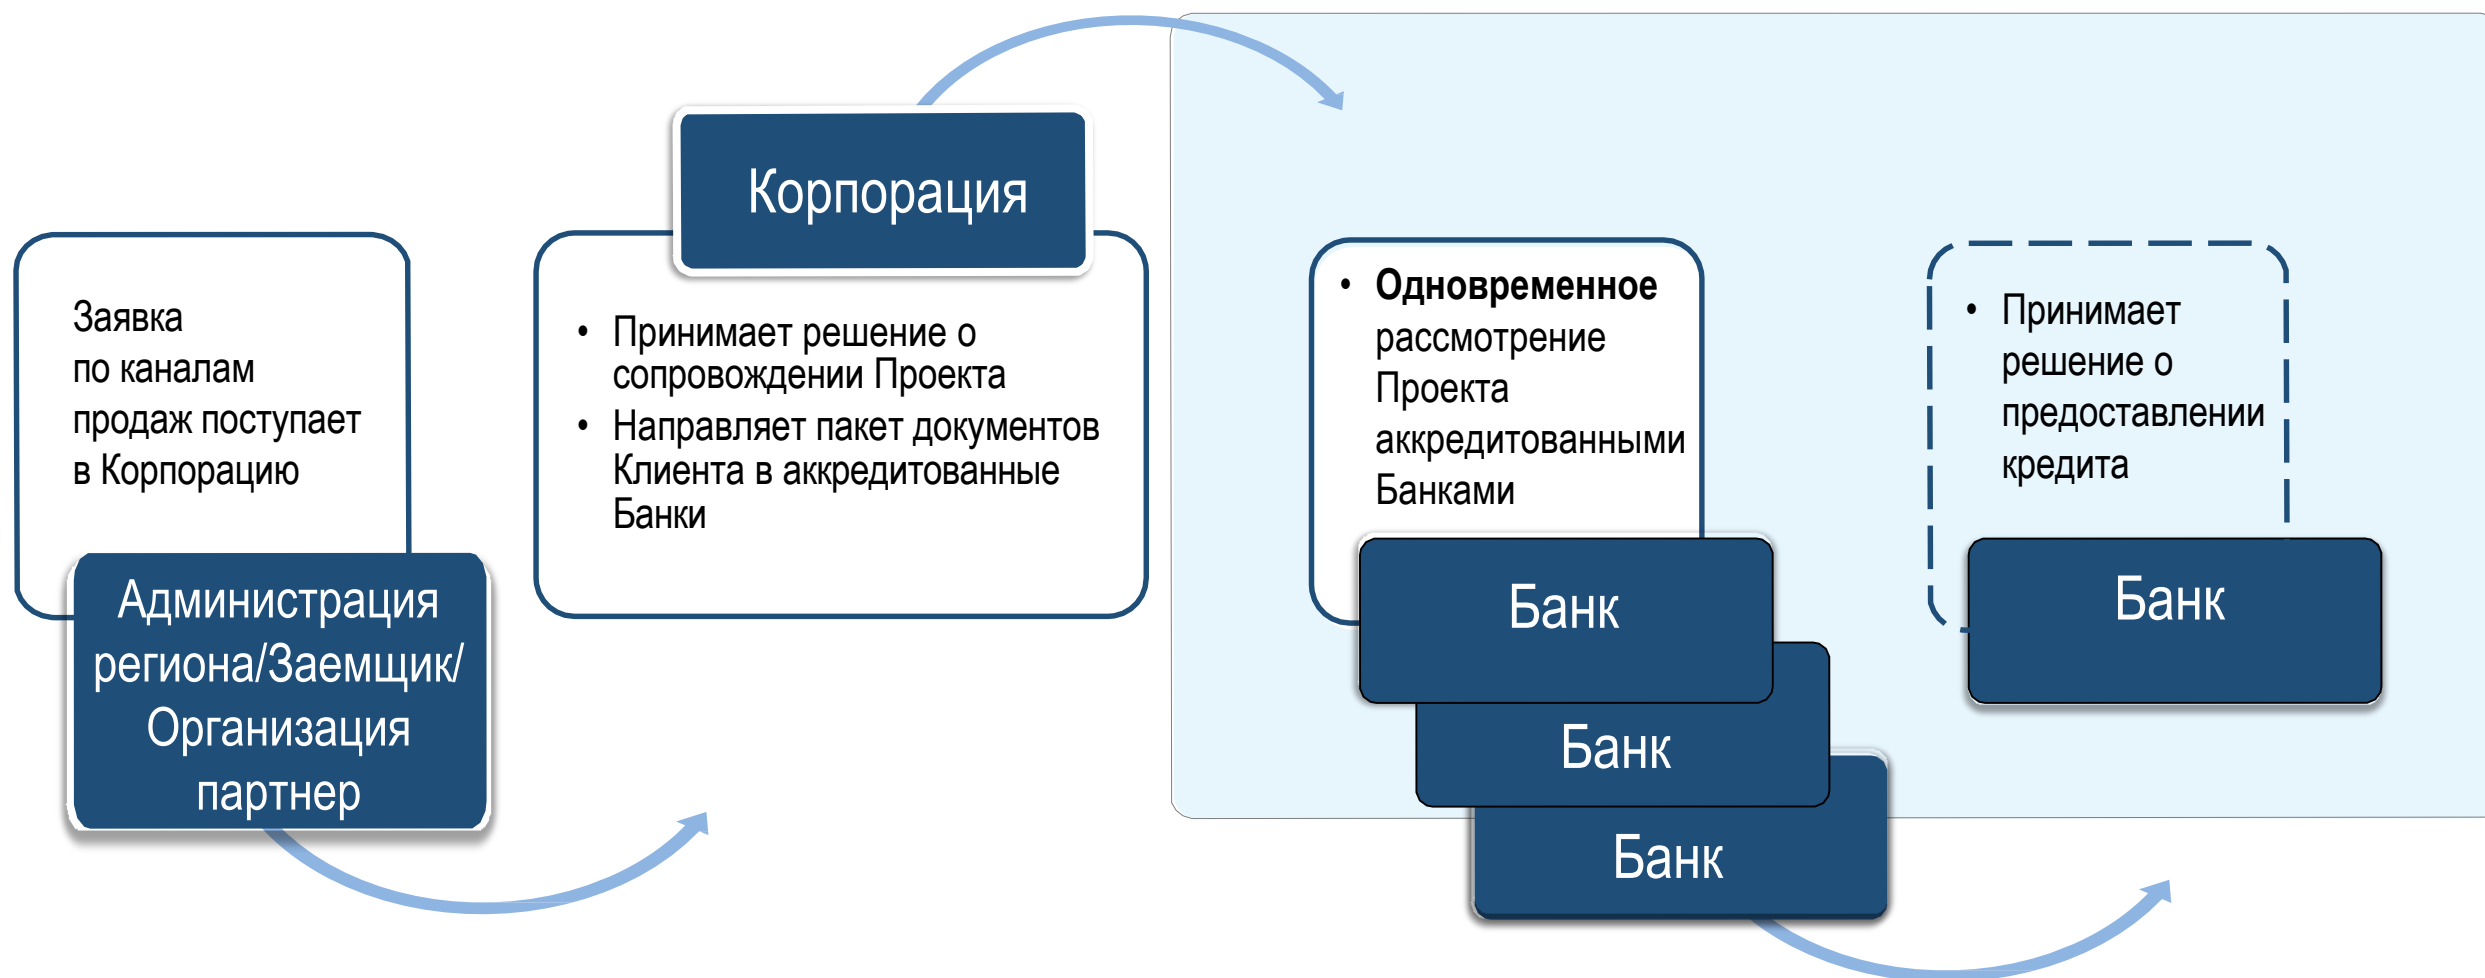 Заявка
по каналам
продаж поступает
в Корпорацию
Администрация
региона/Заемщик/
Организация
партнер
Корпорация
• Принимает решение о
сопровождении Проекта
• Направляет пакет документов
Клиента в аккредитованные
Банки
• Одновременное
рассмотрение
Проекта
аккредитованными
Банками
Банк
Банк
Банк
• Принимает
решение о
предоставлении
кредита
Банк